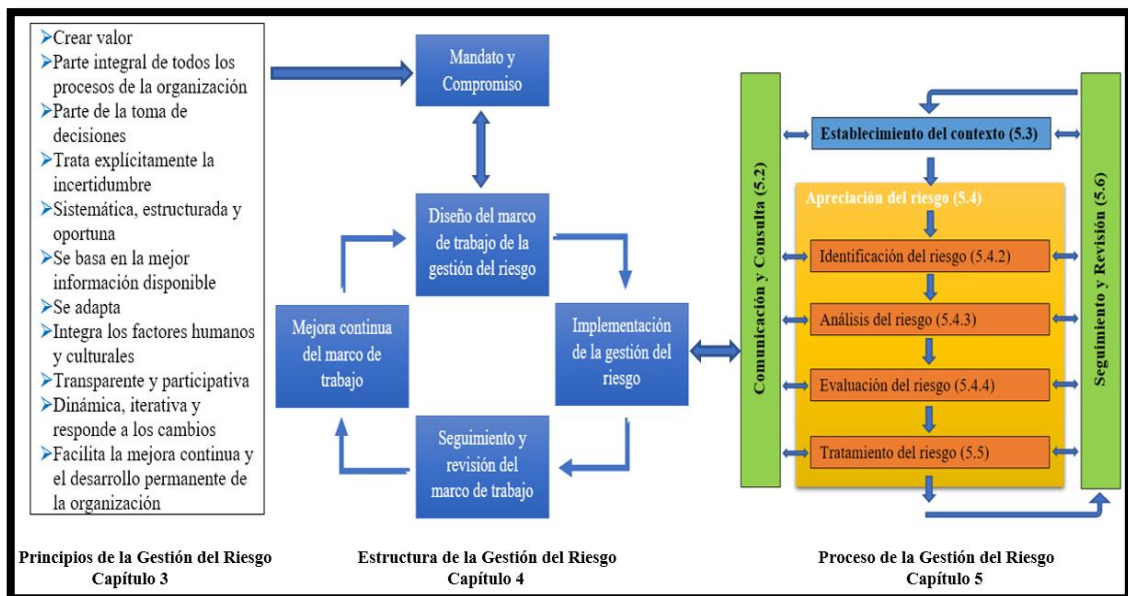 ➢Crear valor
➢Parte integral de todos los
procesos de la organización
➢Parte de la toma de
decisiones
➢Trata explícitamente la
incertidumbre
➢Sistemática, estructurada y
oportuna
➢Se basa en la mejor
información disponible
➢Se adapta
➢Integra los factores humanos
y culturales
➢Transparente y participativa
➢Dinámica, iterativa y
responde a los cambios
➢Facilita la mejora continua y
el desarrollo permanente de
la organización
Principios de la Gestión del Riesgo
Capítulo 3
Mandato y
Compromiso
Diseño del marco
de trabajo de la
gestión del riesgo
Implementación
de la gestión del
riesgo
Seguimiento y
revisión del
marco de trabajo
Mejora continua
del marco de
trabajo
Estructura de la Gestión del Riesgo
Capítulo 4
Comunicación y Consulta (5.2)
Establecimiento del contexto (5.3)
Apreciación del riesgo (5.4)
Identificación del riesgo (5.4.2)
Análisis del riesgo (5.4.3)
Evaluación del riesgo (5.4.4)
Tratamiento del riesgo (5.5)
Seguimiento y Revisión (5.6)
Proceso de la Gestión del Riesgo
Capítulo 5